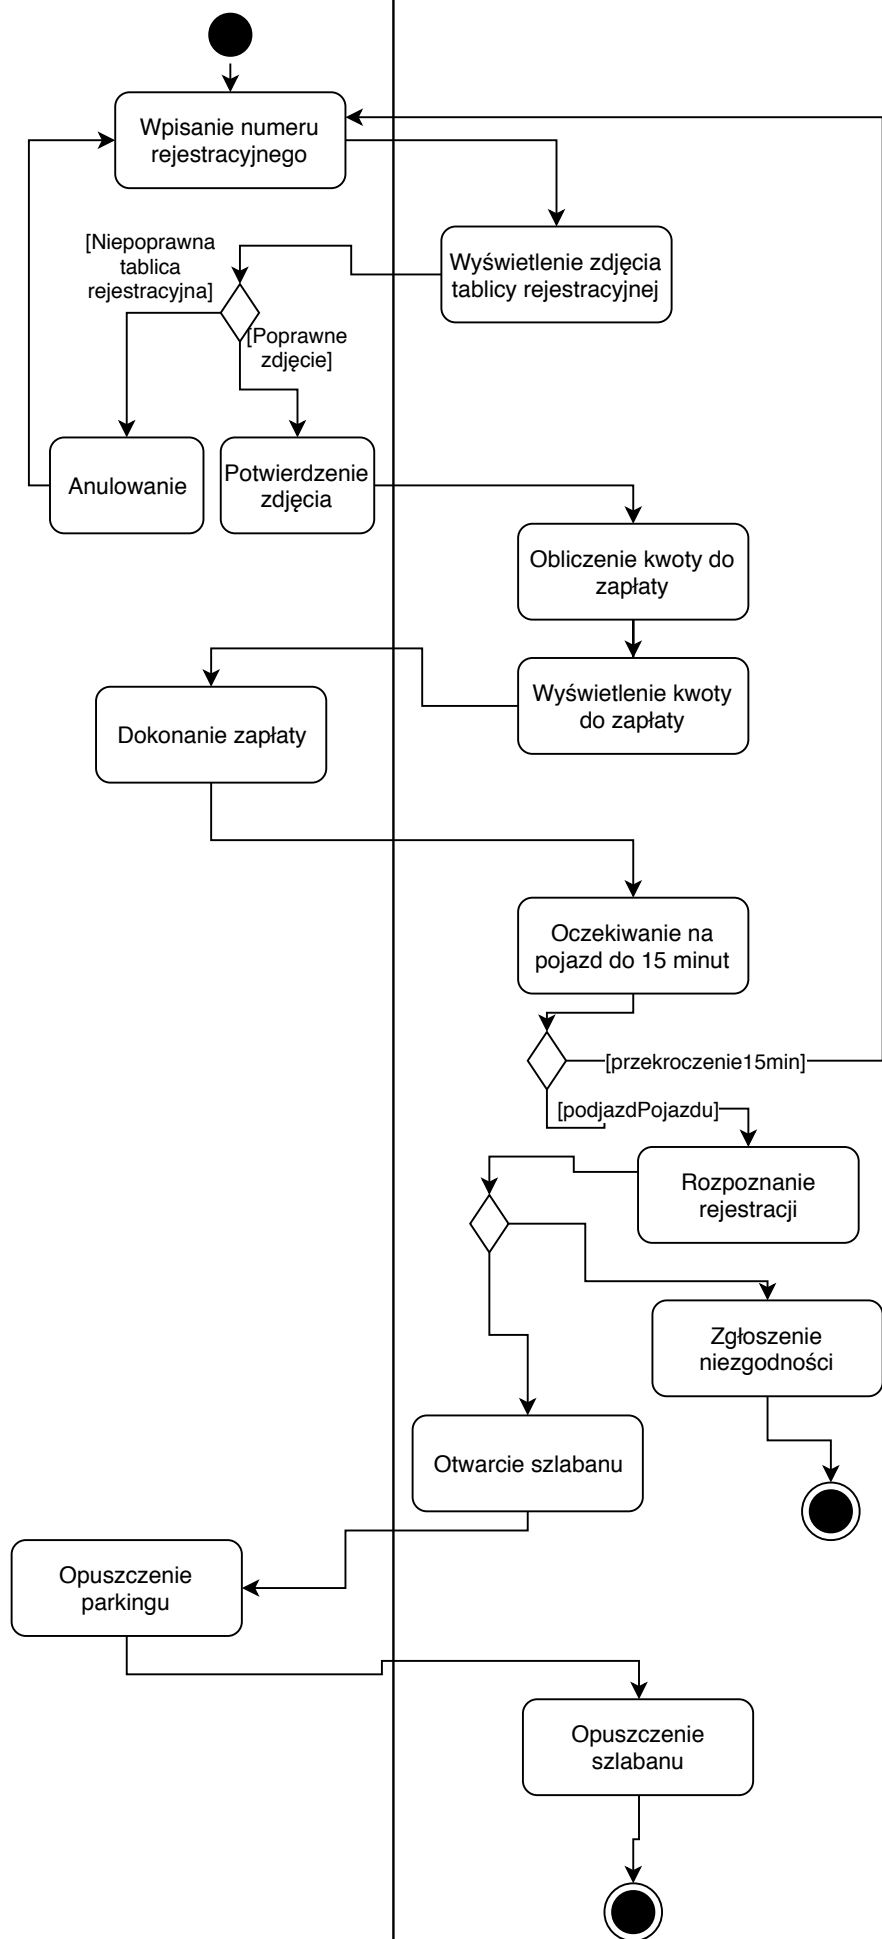 Wpisanie numeru
rejestracyjnego
[Niepoprawna
tablica
rejestracyjna]
Wyświetlenie zdjęcia
tablicy rejestracyjnej
[Poprawne
zdjęcie]
Anulowanie
Potwierdzenie
zdjęcia
Obliczenie kwoty do
zapłaty
Wyświetlenie kwoty
do zapłaty
Dokonanie zapłaty
Oczekiwanie na
pojazd do 15 minut
[przekroczenie15min]
[podjazdPojazdu]
Rozpoznanie
rejestracji
Zgłoszenie
niezgodności
Otwarcie szlabanu
Opuszczenie
parkingu
Opuszczenie
szlabanu